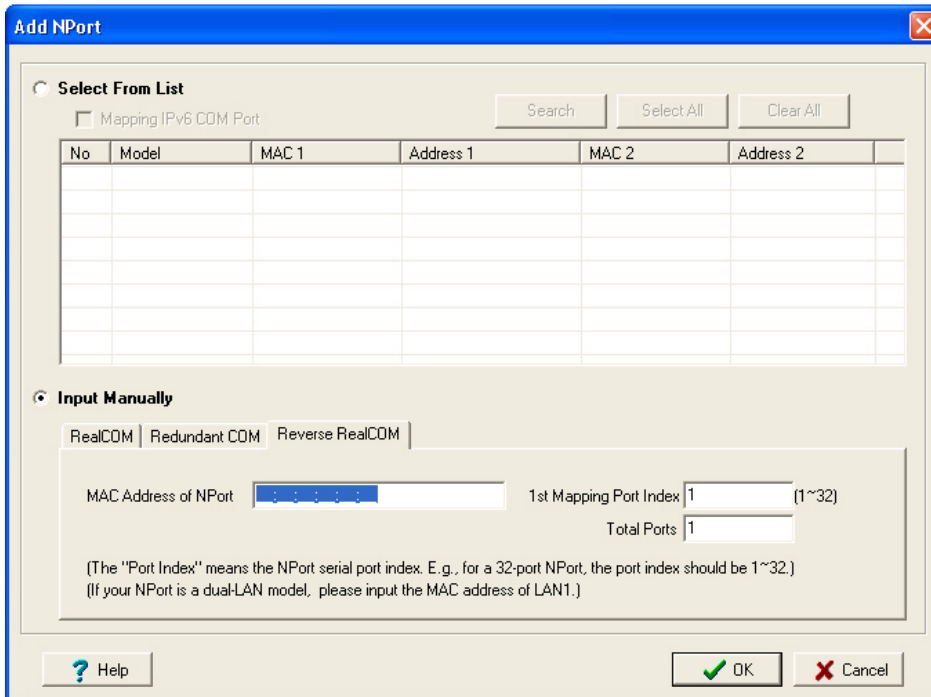 Add NPort
Select From List
Mapping IPv6 COM Port
Search Select All Clear All
No Model MAC 1 Address 1 MAC 2 Address 2
Input Manually
RealCOM Redundant COM Reverse RealCOM
MAC Address of NPort : : : : : 1st Mapping Port Index 1 (1~32)
Total Ports 1
(The "Port Index" means the NPort serial port index. E.g., for a 32-port NPort, the port index should be 1~32.)
(If your NPort is a dual-LAN model, please input the MAC address of LAN1.)
? Help OK Cancel